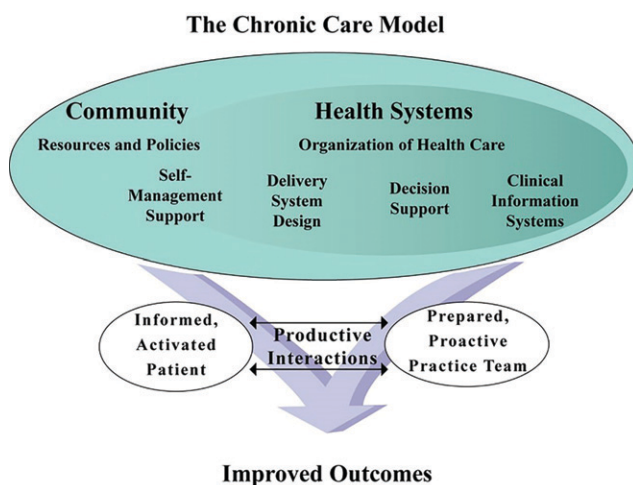 The Chronic Care Model
Community
Resources and Policies
Health Systems
Organization of Health Care
Self-
Management
Support
Delivery
System
Design
Decision
Support
Clinical
Information
Systems
Informed,
Activated
Patient
Productive
Interactions
Prepared,
Proactive
Practice Team
Improved Outcomes